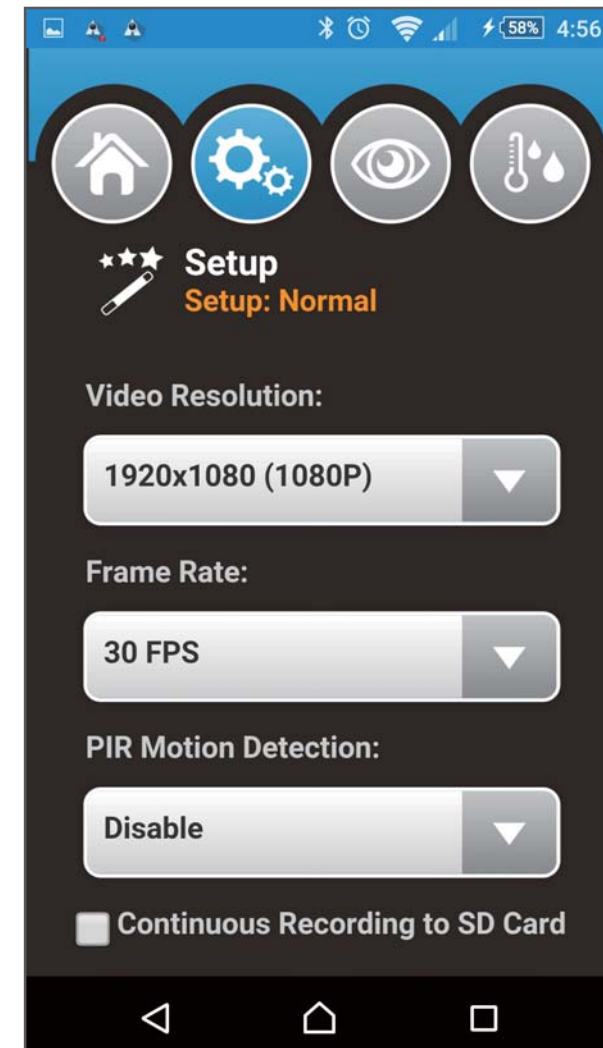 58% 4:56
Setup
Setup: Normal
Video Resolution:
1920x1080 (1080P)
Frame Rate:
30 FPS
PIR Motion Detection:
Disable
Continuous Recording to SD Card